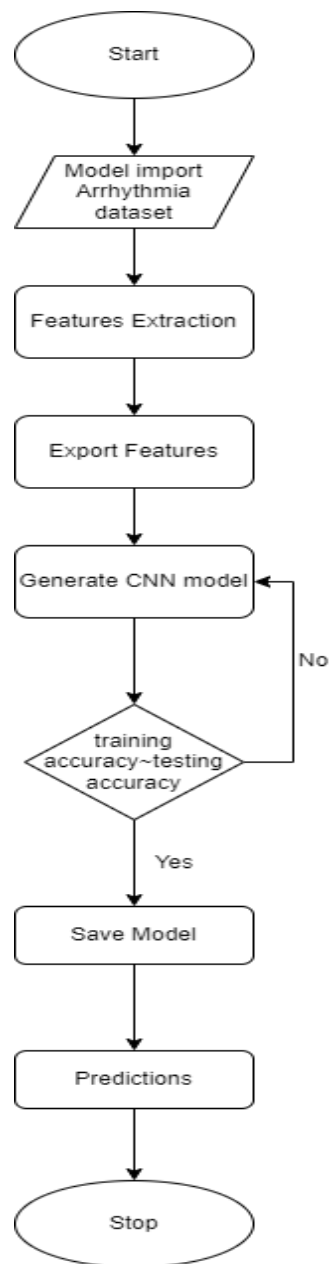 Start
Model import
Arrhythmia
dataset
Features Extraction
Export Features
Generate CNN model
No
training
accuracy~testing
accuracy
Yes
Save Model
Predictions
Stop